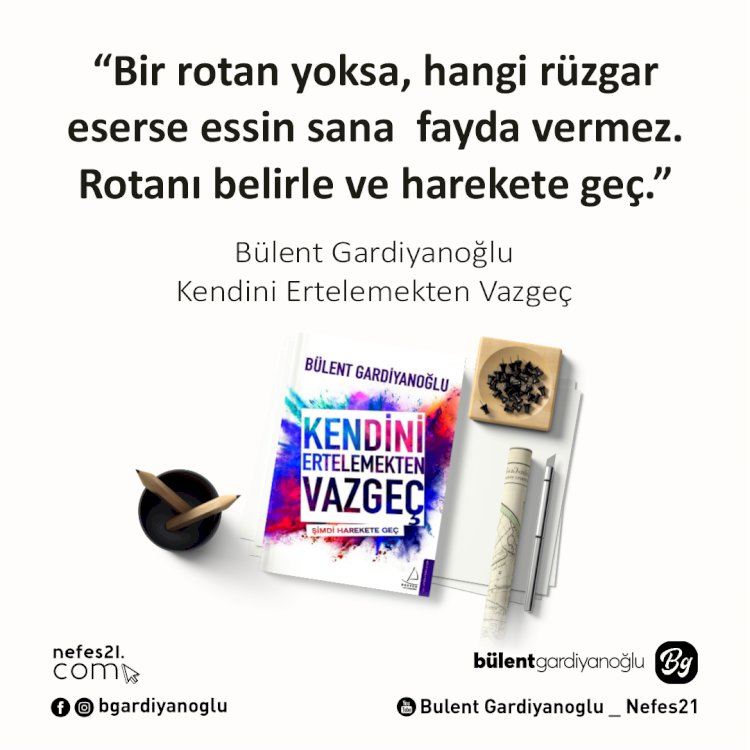 “Bir rotan yoksa, hangi rüzgar
eserse essin sana fayda vermez.
Rotanı belirle ve harekete geç.”
Bülent Gardiyanoğlu
Kendini Ertelemekten Vazgeç
BÜLENT GARDİYANOĞLU
KENDİNİ
ERTELEMEKTEN
VAZGEÇ
ŞİMDİ HAREKETE GEÇ
nefes21.
com
bülentgardiyanoğlu
Bg
bgardiyanoglu
You
Tube
Bulent Gardiyanoglu _ Nefes21